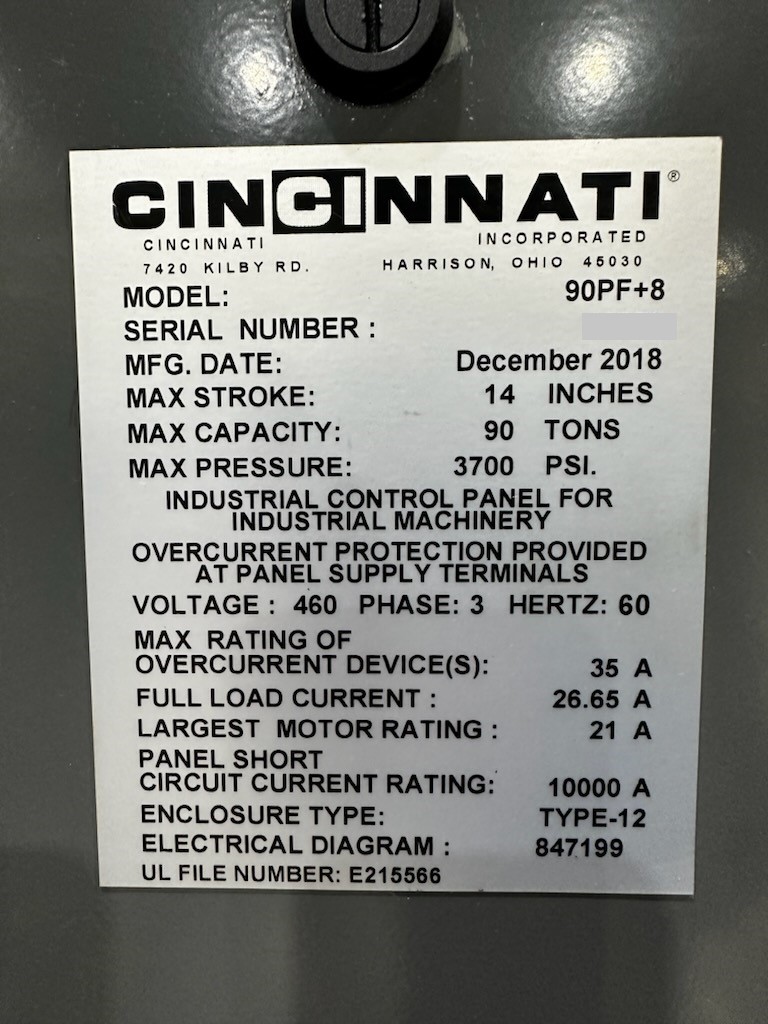 CINCINNATI®
CINCINNATI INCORPORATED
7420 KILBY RD. HARRISON, OHIO 45030
MODEL: 90PF+8
SERIAL NUMBER :
MFG. DATE: December 2018
MAX STROKE: 14 INCHES
MAX CAPACITY: 90 TONS
MAX PRESSURE: 3700 PSI.
INDUSTRIAL CONTROL PANEL FOR
INDUSTRIAL MACHINERY
OVERCURRENT PROTECTION PROVIDED
AT PANEL SUPPLY TERMINALS
VOLTAGE : 460 PHASE: 3 HERTZ: 60
MAX RATING OF
OVERCURRENT DEVICE(S): 35 A
FULL LOAD CURRENT : 26.65 A
LARGEST MOTOR RATING : 21 A
PANEL SHORT
CIRCUIT CURRENT RATING: 10000 A
ENCLOSURE TYPE: TYPE-12
ELECTRICAL DIAGRAM : 847199
UL FILE NUMBER: E215566